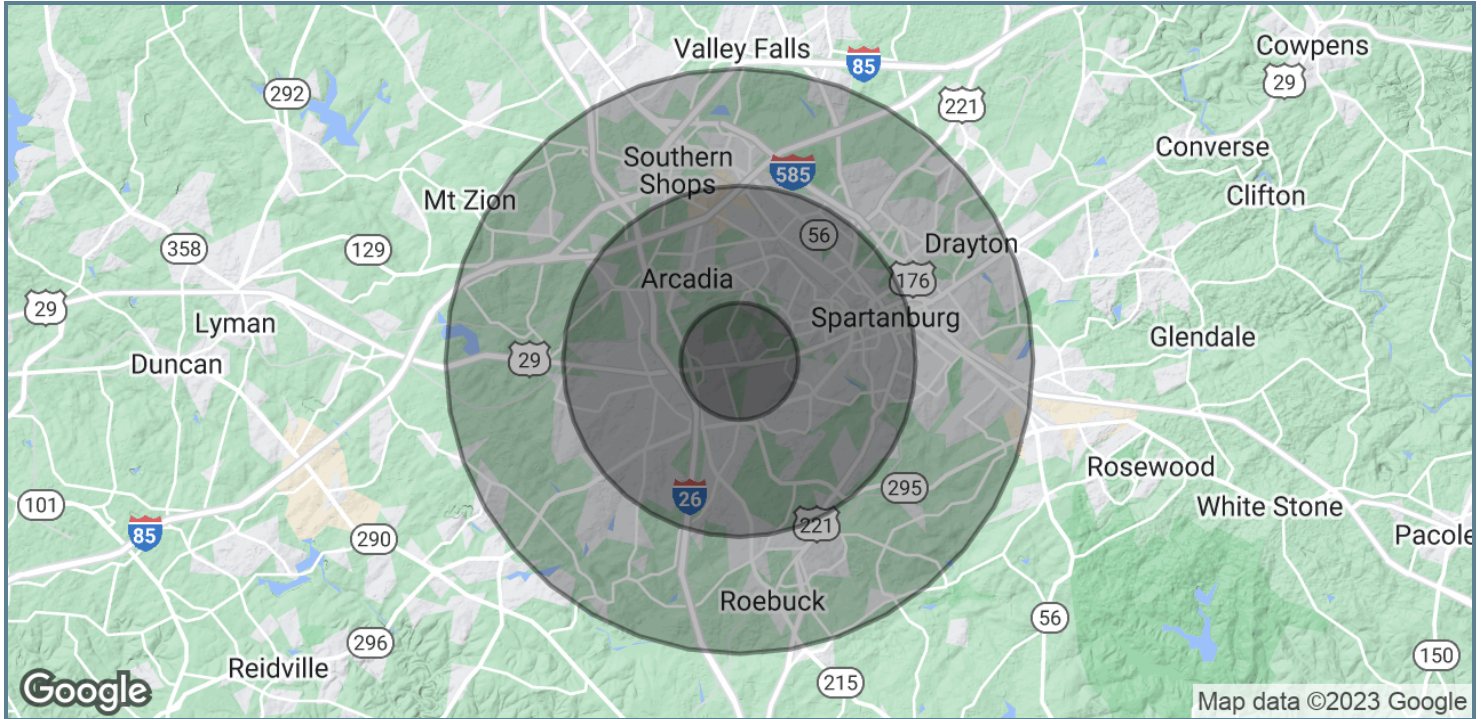 Valley Falls
85
Cowpens
29
292
221
Converse
Southern
Shops
585
Clifton
Mt Zion
358
129
56
Drayton
Arcadia
176
29
Lyman
Spartanburg
Glendale
Duncan
29
Rosewood
101
26
295
White Stone
85
290
221
Pacole
Roebuck
56
296
Reidville
215
150
Google
Map data ©2023 Google